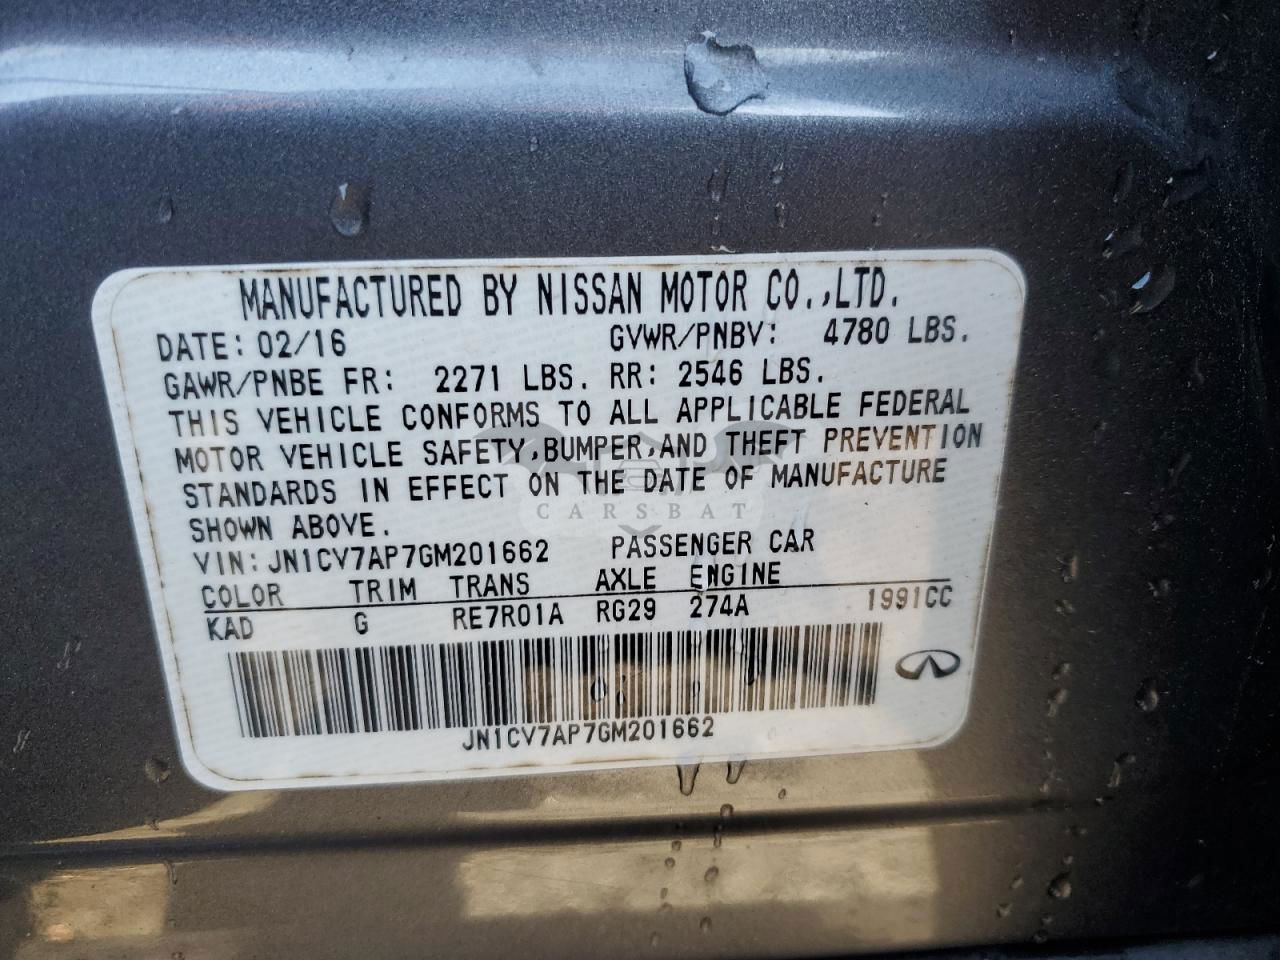 MANUFACTURED BY NISSAN MOTOR CO.,LTD.
DATE: 02/16 GVWR/PNBV: 4780 LBS.
GAWR/PNBE FR: 2271 LBS. RR: 2546 LBS.
THIS VEHICLE CONFORMS TO ALL APPLICABLE FEDERAL
MOTOR VEHICLE SAFETY,BUMPER,AND THEFT PREVENTION
STANDARDS IN EFFECT ON THE DATE OF MANUFACTURE
SHOWN ABOVE.
CARSBAT
VIN: JN1CV7AP7GM201662 PASSENGER CAR
COLOR TRIM TRANS AXLE ENGINE
KAD G RE7R01A RG29 274A 1991CC
JN1CV7AP7GM201662